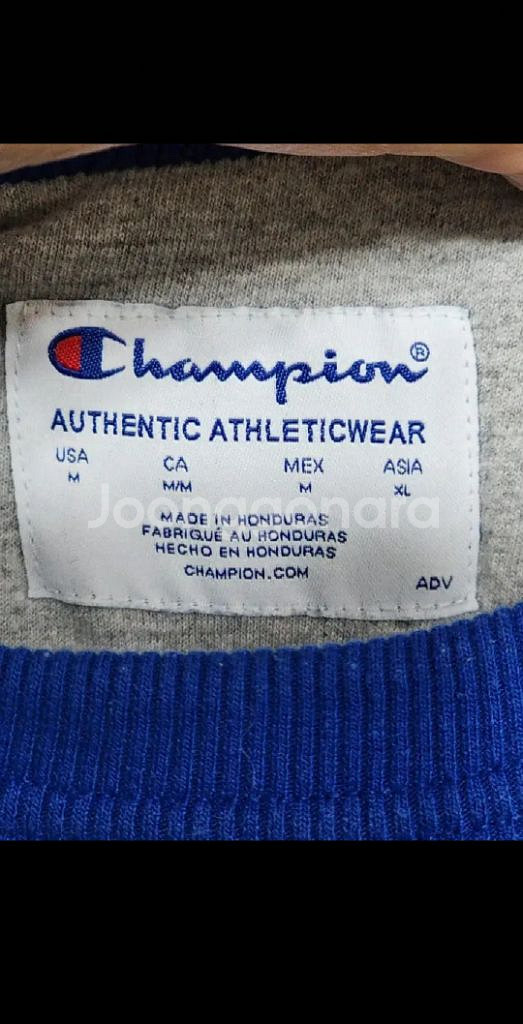 Champion®
AUTHENTIC ATHLETICWEAR
USA CA MEX ASIA
M M/M M XL
Joonggonara
MADE IN HONDURAS
FABRIQUÉ AU HONDURAS
HECHO EN HONDURAS
CHAMPION.COM
ADV